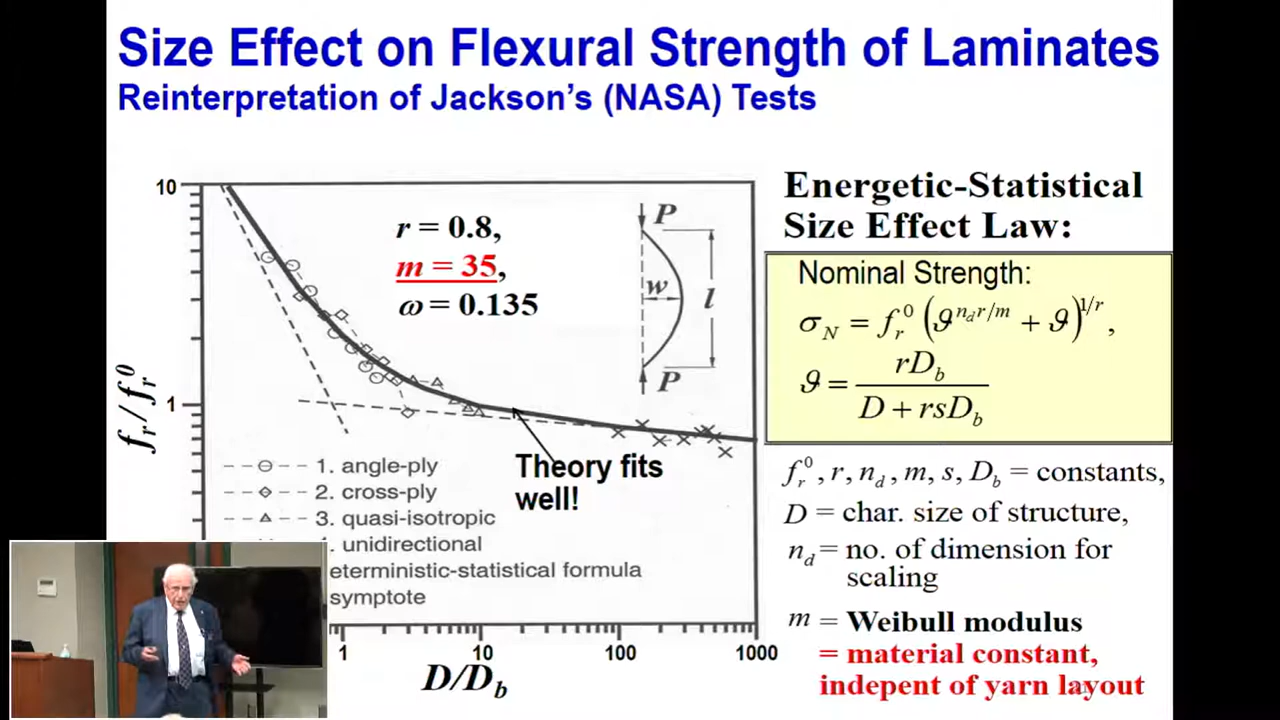 Size Effect on Flexural Strength of Laminates
Reinterpretation of Jackson's (NASA) Tests
10
1
f_r / f_r^0
r = 0.8,
m = 35,
ω = 0.135
P
w
l
P
Theory fits
well!
1. angle-ply
2. cross-ply
3. quasi-isotropic
unidirectional
eterministic-statistical formula
symptote
1 10 100 1000
D/D_b
Energetic-Statistical
Size Effect Law:
Nominal Strength:
σ_N = f_r^0 (ϑ^{n_d r/m} + ϑ)^{1/r},
ϑ = rD_b / (D + rsD_b)
f_r^0, r, n_d, m, s, D_b = constants,
D = char. size of structure,
n_d = no. of dimension for
scaling
m = Weibull modulus
= material constant,
indepent of yarn layout